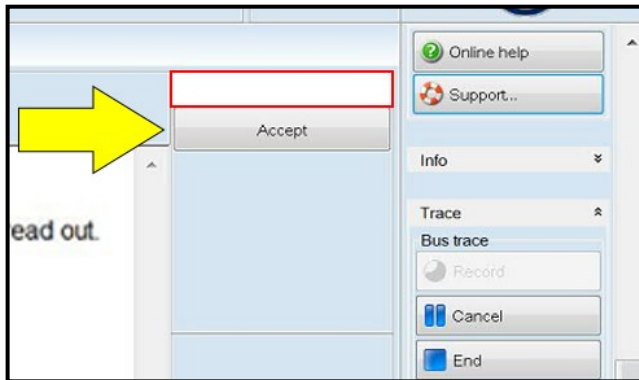 Online help
Support...
Accept
Info
Trace
ead out.
Bus trace
Record
Cancel
End